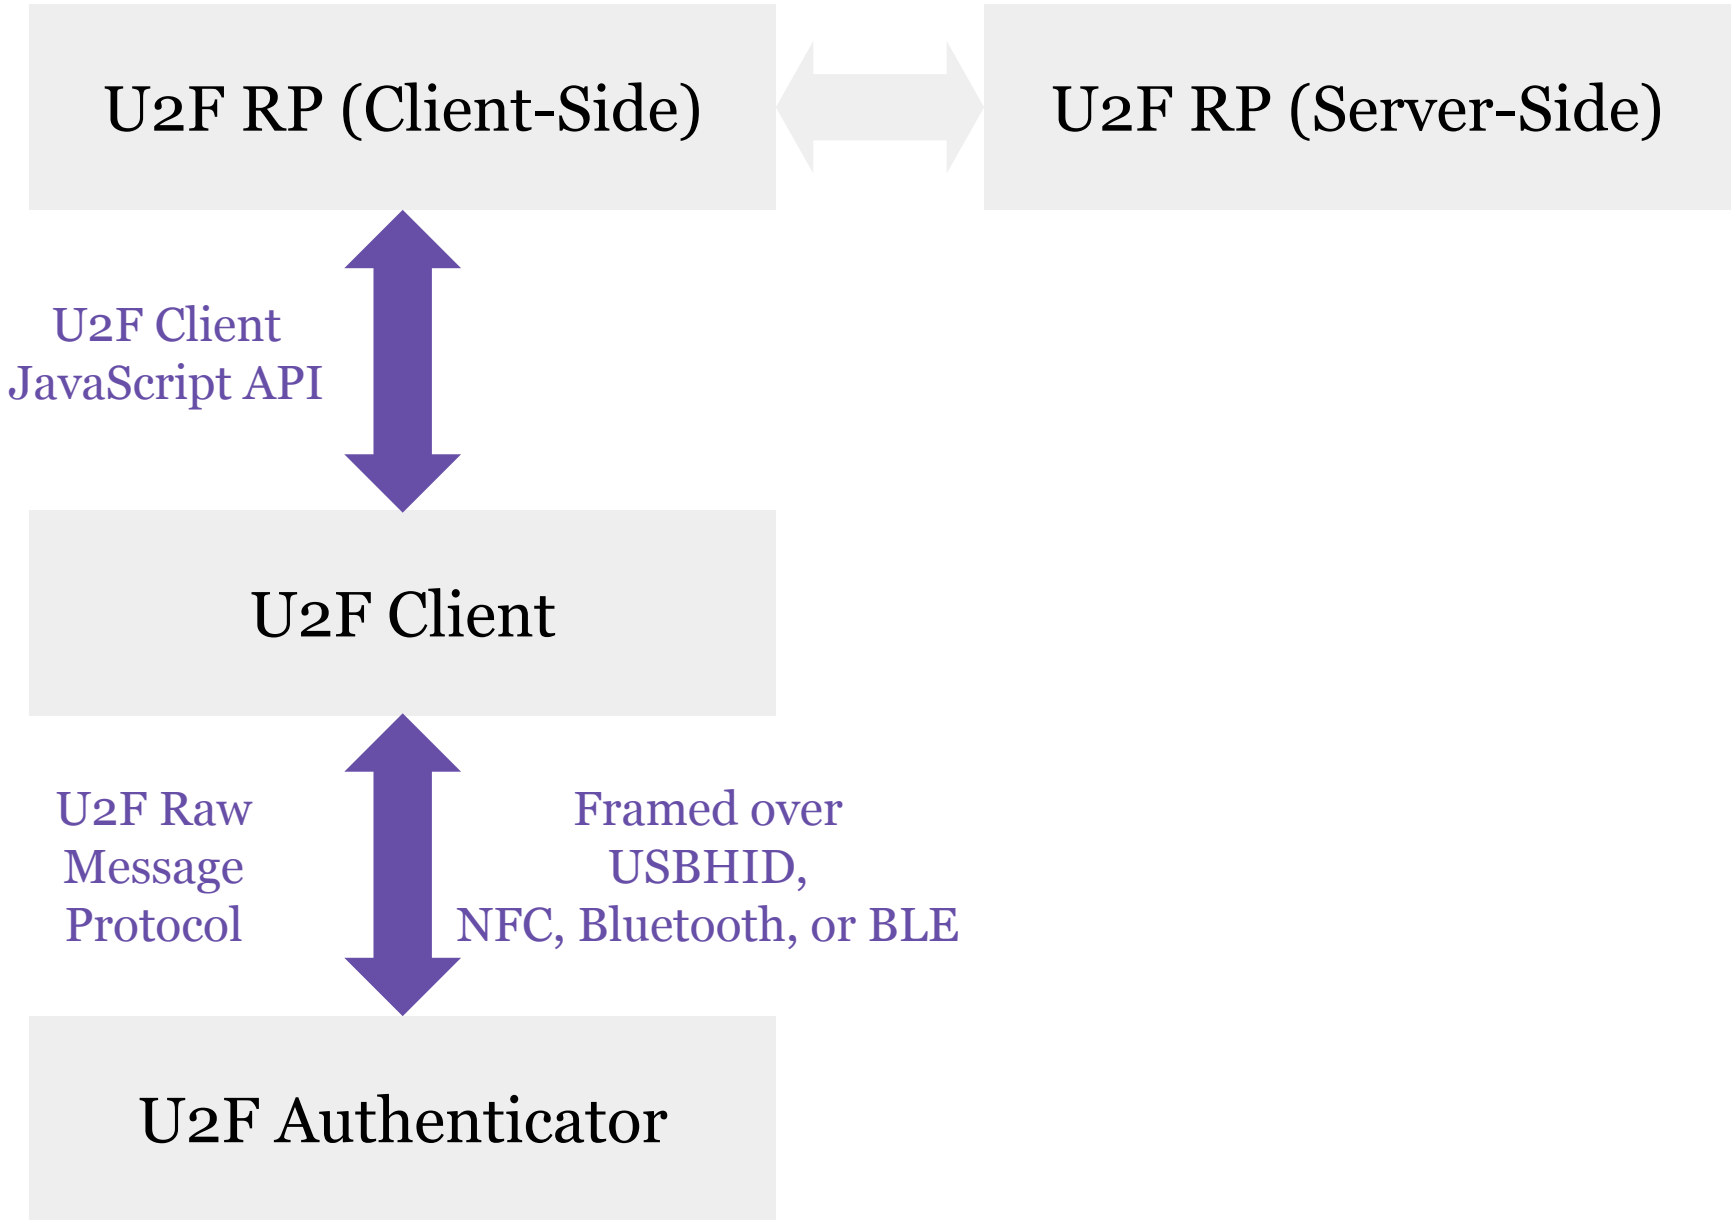 U2F RP (Client-Side)
U2F RP (Server-Side)
U2F Client
JavaScript API
U2F Client
U2F Raw
Message
Protocol
Framed over
USBHID,
NFC, Bluetooth, or BLE
U2F Authenticator